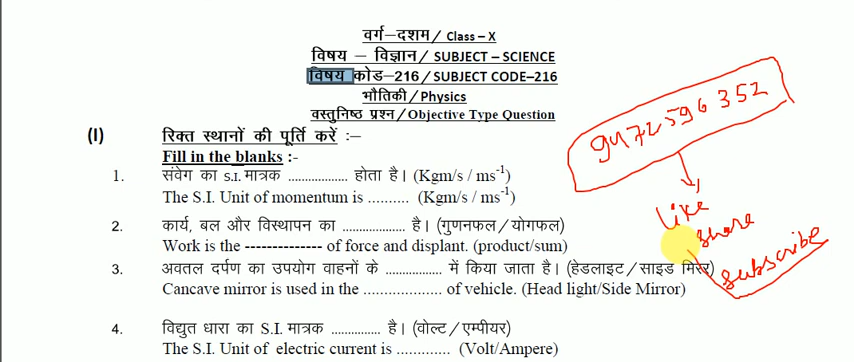 वर्ग–दशम/ Class – X
विषय – विज्ञान/ SUBJECT – SCIENCE
विषय कोड–216 / SUBJECT CODE–216
भौतिकी / Physics
वस्तुनिष्ठ प्रश्न/ Objective Type Question
(I) रिक्त स्थानों की पूर्ति करें :–
Fill in the blanks :-
1. संवेग का S.I. मात्रक .................. होता है। (Kgm/s / ms⁻¹)
The S.I. Unit of momentum is .......... (Kgm/s / ms⁻¹)
2. कार्य, बल और विस्थापन का ................... है। (गुणनफल / योगफल)
Work is the -------------- of force and displant. (product/sum)
3. अवतल दर्पण का उपयोग वाहनों के ................. में किया जाता है। (हेडलाइट / साइड मिरर)
Cancave mirror is used in the ................... of vehicle. (Head light/Side Mirror)
4. विद्युत धारा का S.I. मात्रक ............... है। (वोल्ट / एम्पीयर)
The S.I. Unit of electric current is ............. (Volt/Ampere)
9472596352
like
share
subscribe